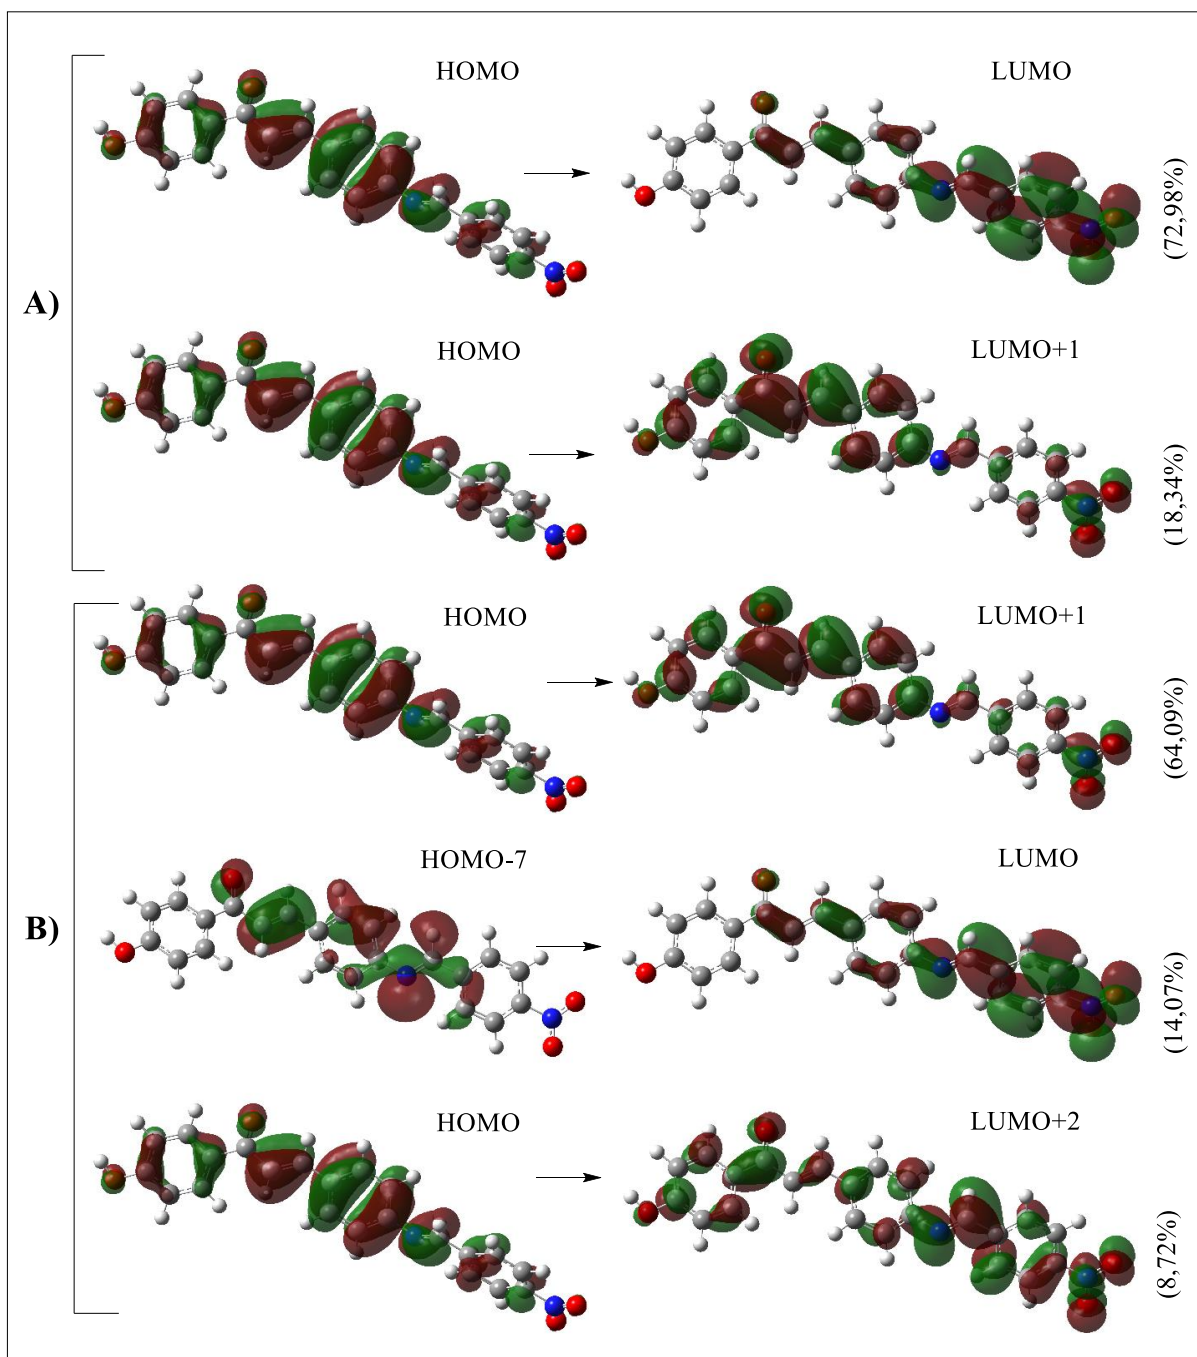 A)
HOMO
LUMO
(72,98%)
HOMO
LUMO+1
(18,34%)
B)
HOMO
LUMO+1
(64,09%)
HOMO-7
LUMO
(14,07%)
HOMO
LUMO+2
(8,72%)